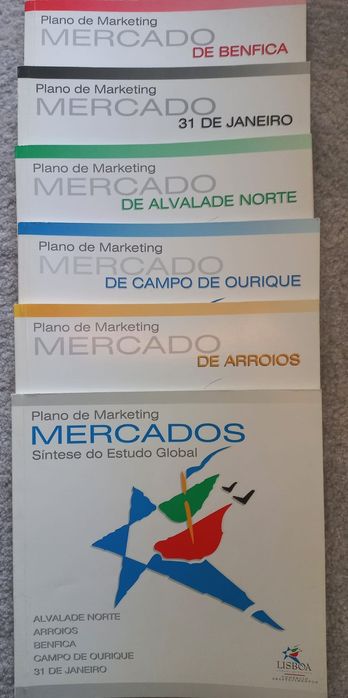 Plano de Marketing
MERCADO
DE BENFICA
Plano de Marketing
MERCADO
31 DE JANEIRO
Plano de Marketing
MERCADO
DE ALVALADE NORTE
Plano de Marketing
MERCADO
DE CAMPO DE OURIQUE
Plano de Marketing
MERCADO
DE ARROIOS
Plano de Marketing
MERCADOS
Síntese do Estudo Global
ALVALADE NORTE
ARROIOS
BENFICA
CAMPO DE OURIQUE
31 DE JANEIRO
LISBOA